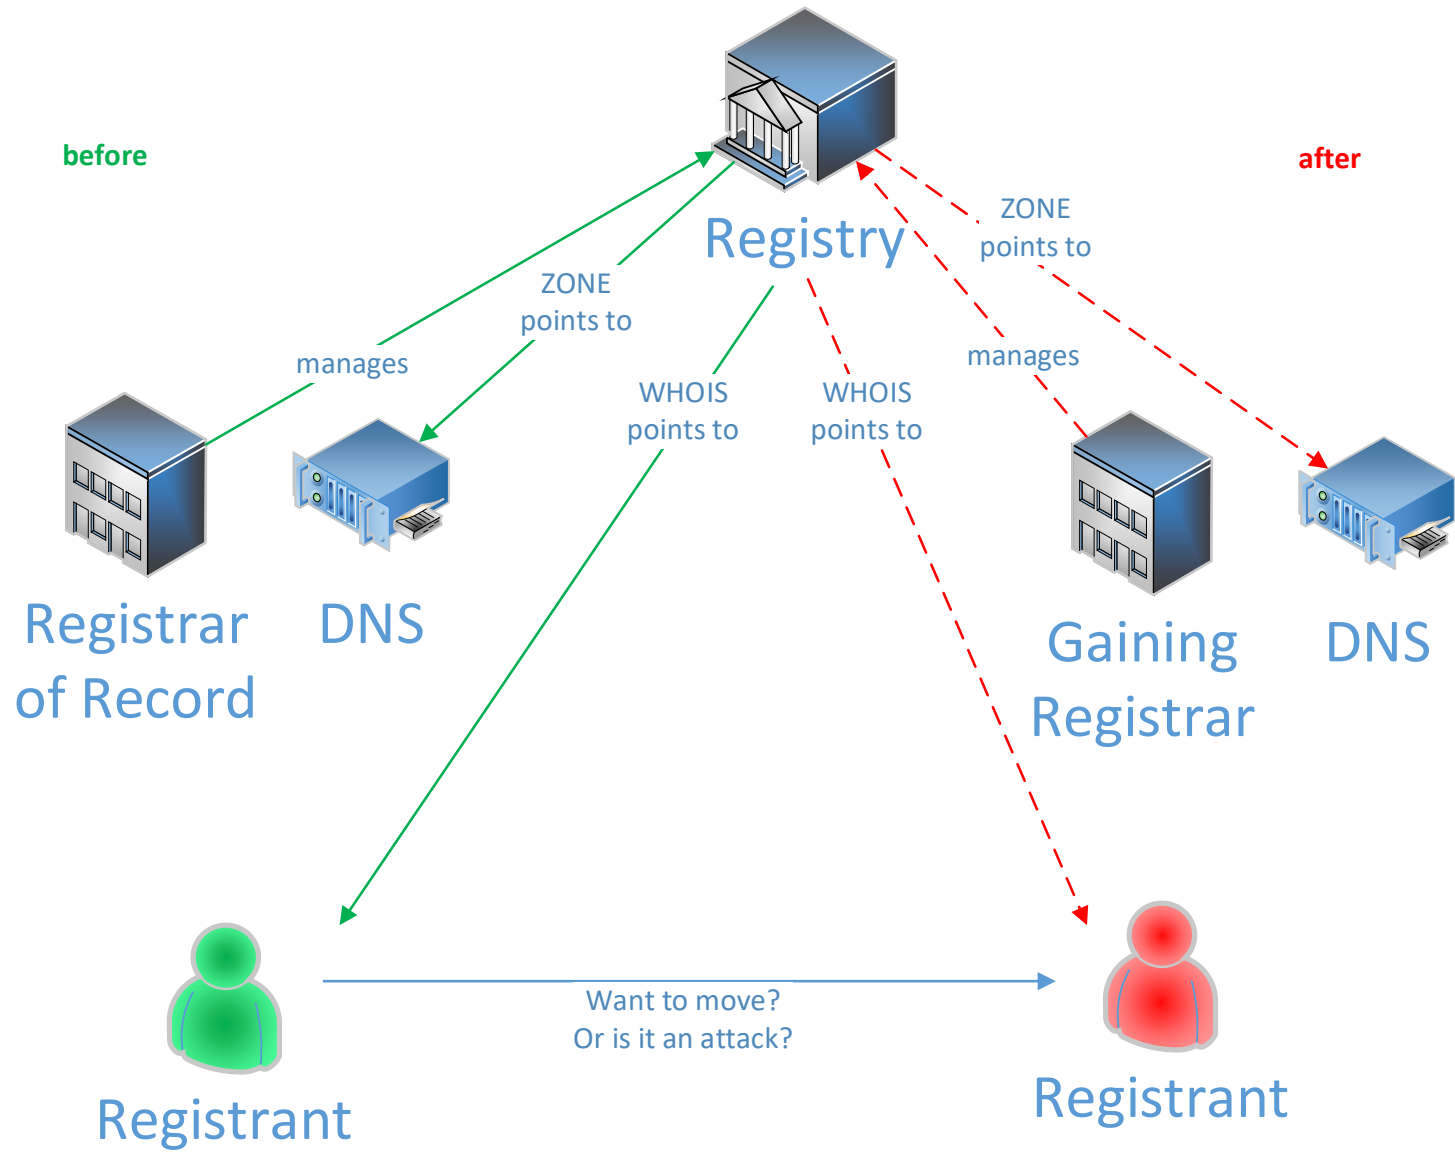 before
after
Registry
ZONE
points to
ZONE
points to
manages
manages
WHOIS
points to
WHOIS
points to
Registrar
of Record
DNS
Gaining
Registrar
DNS
Want to move?
Or is it an attack?
Registrant
Registrant